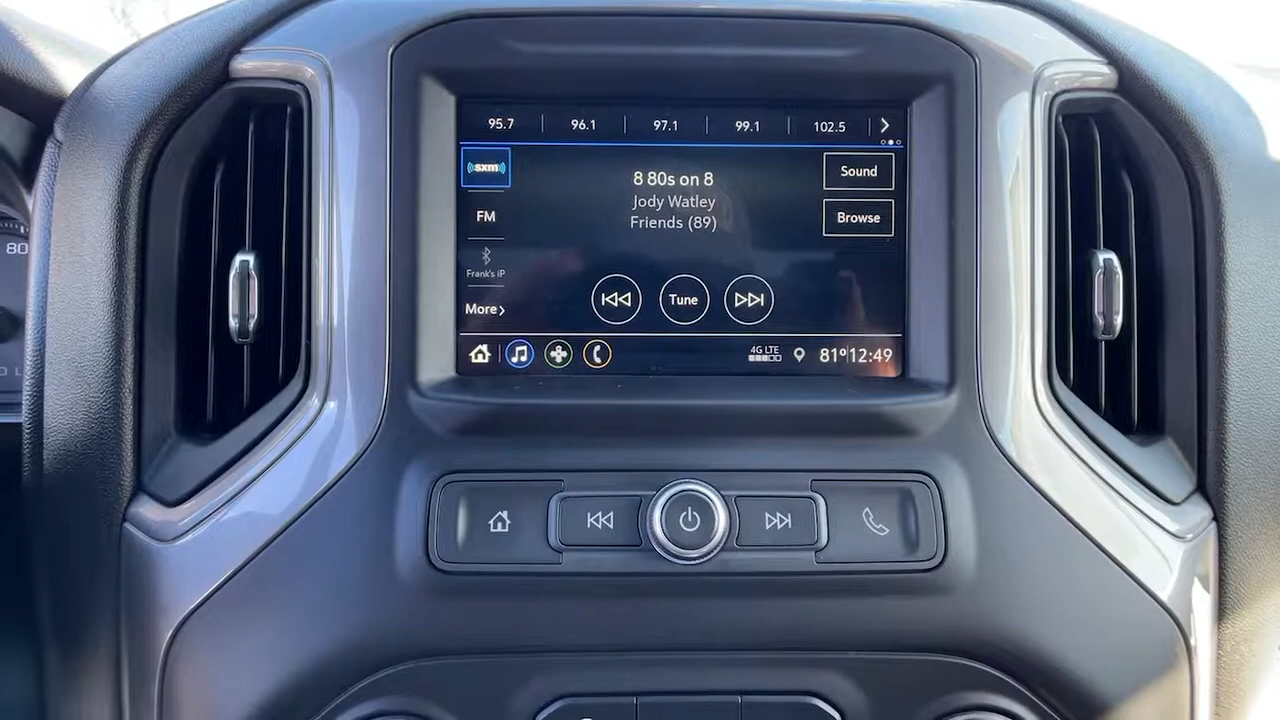 95.7 96.1 97.1 99.1 102.5
sxm
Sound
8 80s on 8
Jody Watley
Friends (89)
FM
Browse
Frank's iP
More
Tune
4G LTE
81° 12:49
80